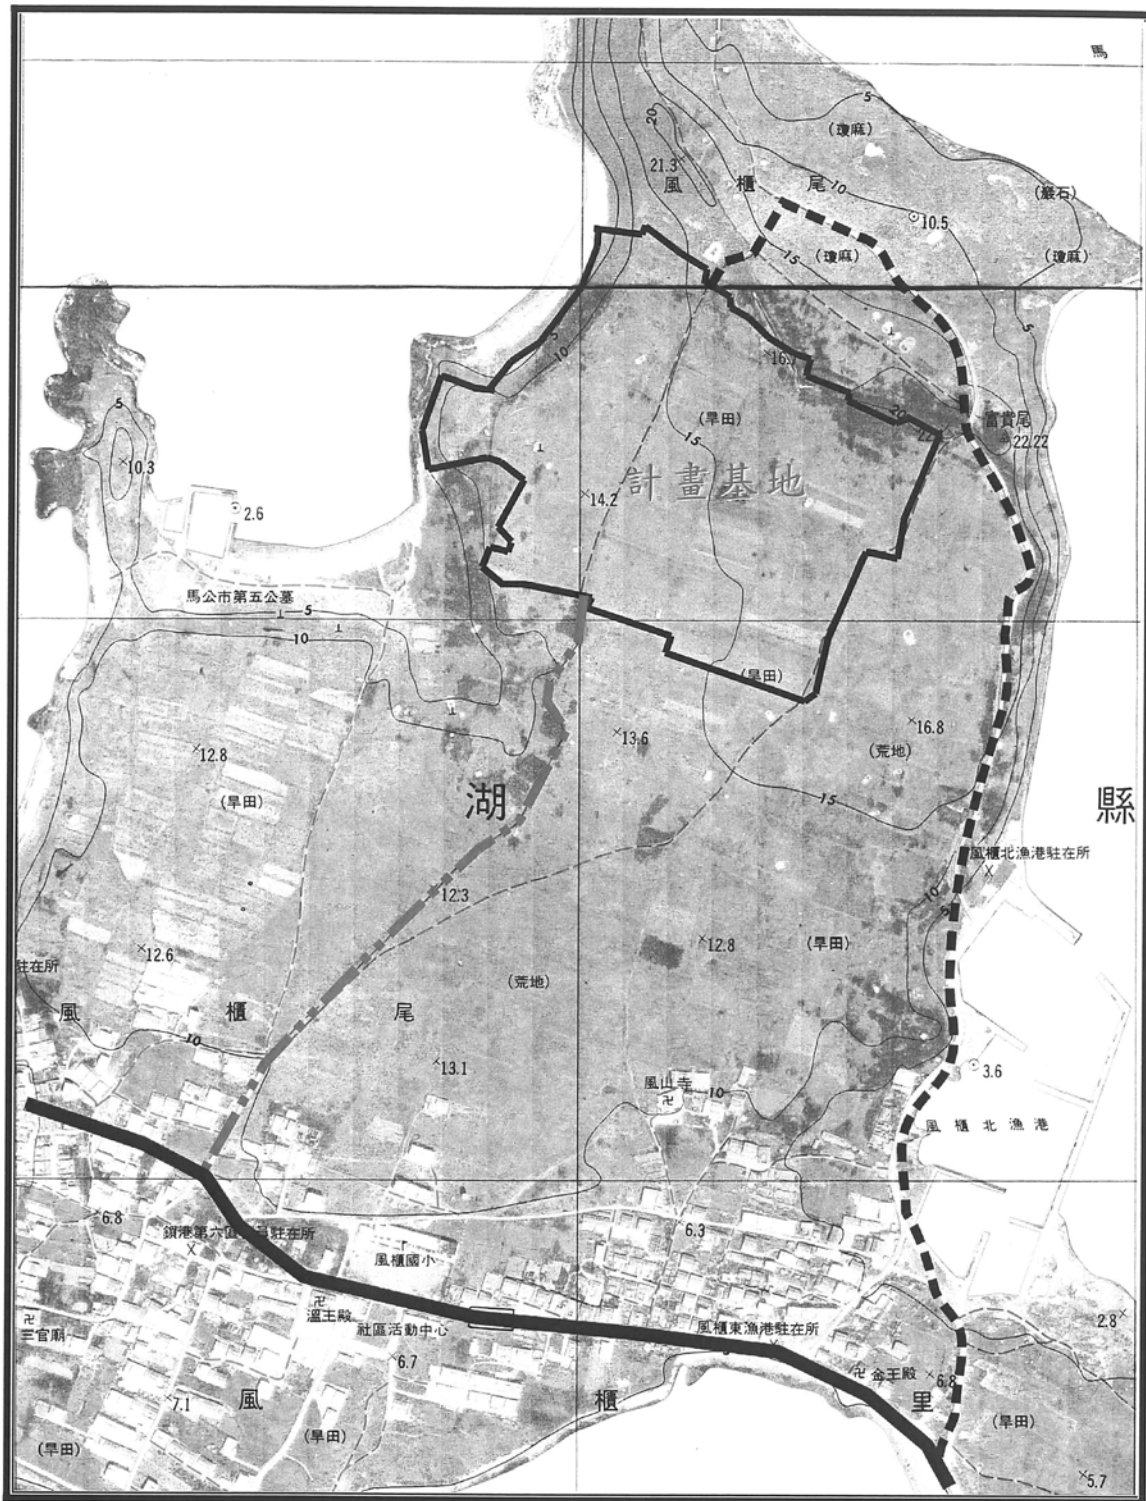 馬
5
(瓊麻)
20
21.3
風 櫃 尾
10
(巖石)
10.5
15
(瓊麻)
(瓊麻)
5
5
10
16.7
5
(旱田)
20
富貴尾
15
22
22.22
10.3
計畫基地
14.2
2.6
馬公市第五公墓
5
10
(旱田)
13.6
16.8
12.8
(荒地)
(旱田)
湖
15
縣
風櫃北漁港駐在所
12.3
10
5
12.6
12.8
(旱田)
駐在所
(荒地)
風 櫃 尾
10
13.1
3.6
風山寺
卍
10
風櫃北漁港
6.8
6.3
風櫃國小
卍
溫王殿
卍
三官廟
社區活動中心
風櫃東漁港駐在所
2.8
6.7
卍 金王殿
6.8
7.1
風 櫃 里
(旱田)
(旱田)
(旱田)
5.7